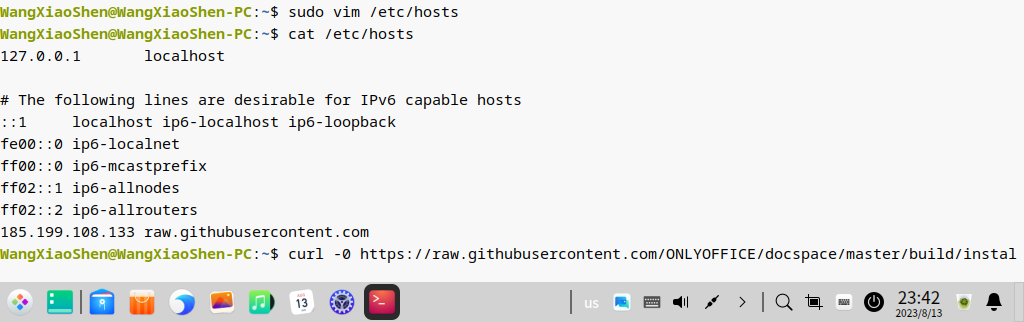 WangXiaoShen@WangXiaoShen-PC:~$ sudo vim /etc/hosts
WangXiaoShen@WangXiaoShen-PC:~$ cat /etc/hosts
127.0.0.1       localhost
# The following lines are desirable for IPv6 capable hosts
::1     localhost ip6-localhost ip6-loopback
fe00::0 ip6-localnet
ff00::0 ip6-mcastprefix
ff02::1 ip6-allnodes
ff02::2 ip6-allrouters
185.199.108.133 raw.githubusercontent.com
WangXiaoShen@WangXiaoShen-PC:~$ curl -O https://raw.githubusercontent.com/ONLYOFFICE/docspace/master/build/instal
AUG
13
SUN
>_
us
23:42
2023/8/13